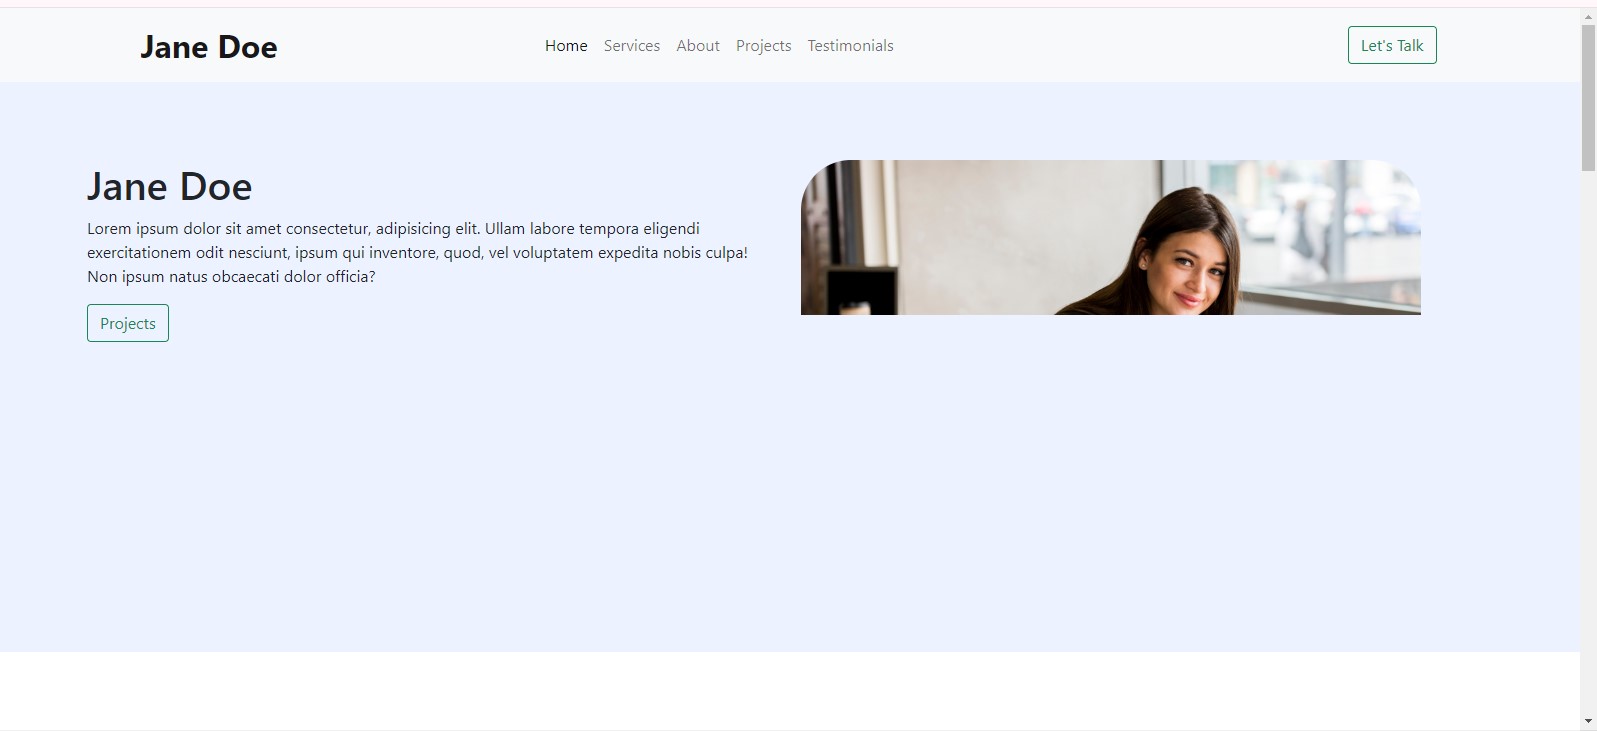 Jane Doe
Home Services About Projects Testimonials
Let's Talk
Jane Doe
Lorem ipsum dolor sit amet consectetur, adipisicing elit. Ullam labore tempora eligendi
exercitationem odit nesciunt, ipsum qui inventore, quod, vel voluptatem expedita nobis culpa!
Non ipsum natus obcaecati dolor officia?
Projects